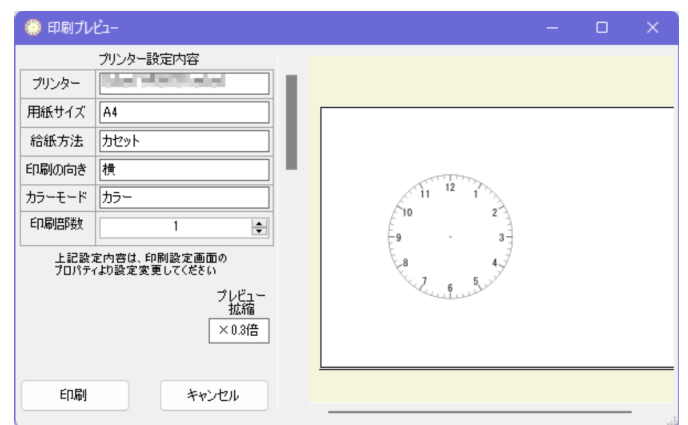 印刷プレビュー
プリンター設定内容
プリンター
用紙サイズ A4
給紙方法 カセット
印刷の向き 横
カラーモード カラー
印刷部数 1
上記設定内容は、印刷設定画面の
プロパティより設定変更してください
プレビュー
拡縮
×0.3倍
印刷 キャンセル
12
11 1
10 2
9 3
8 4
7 5
6